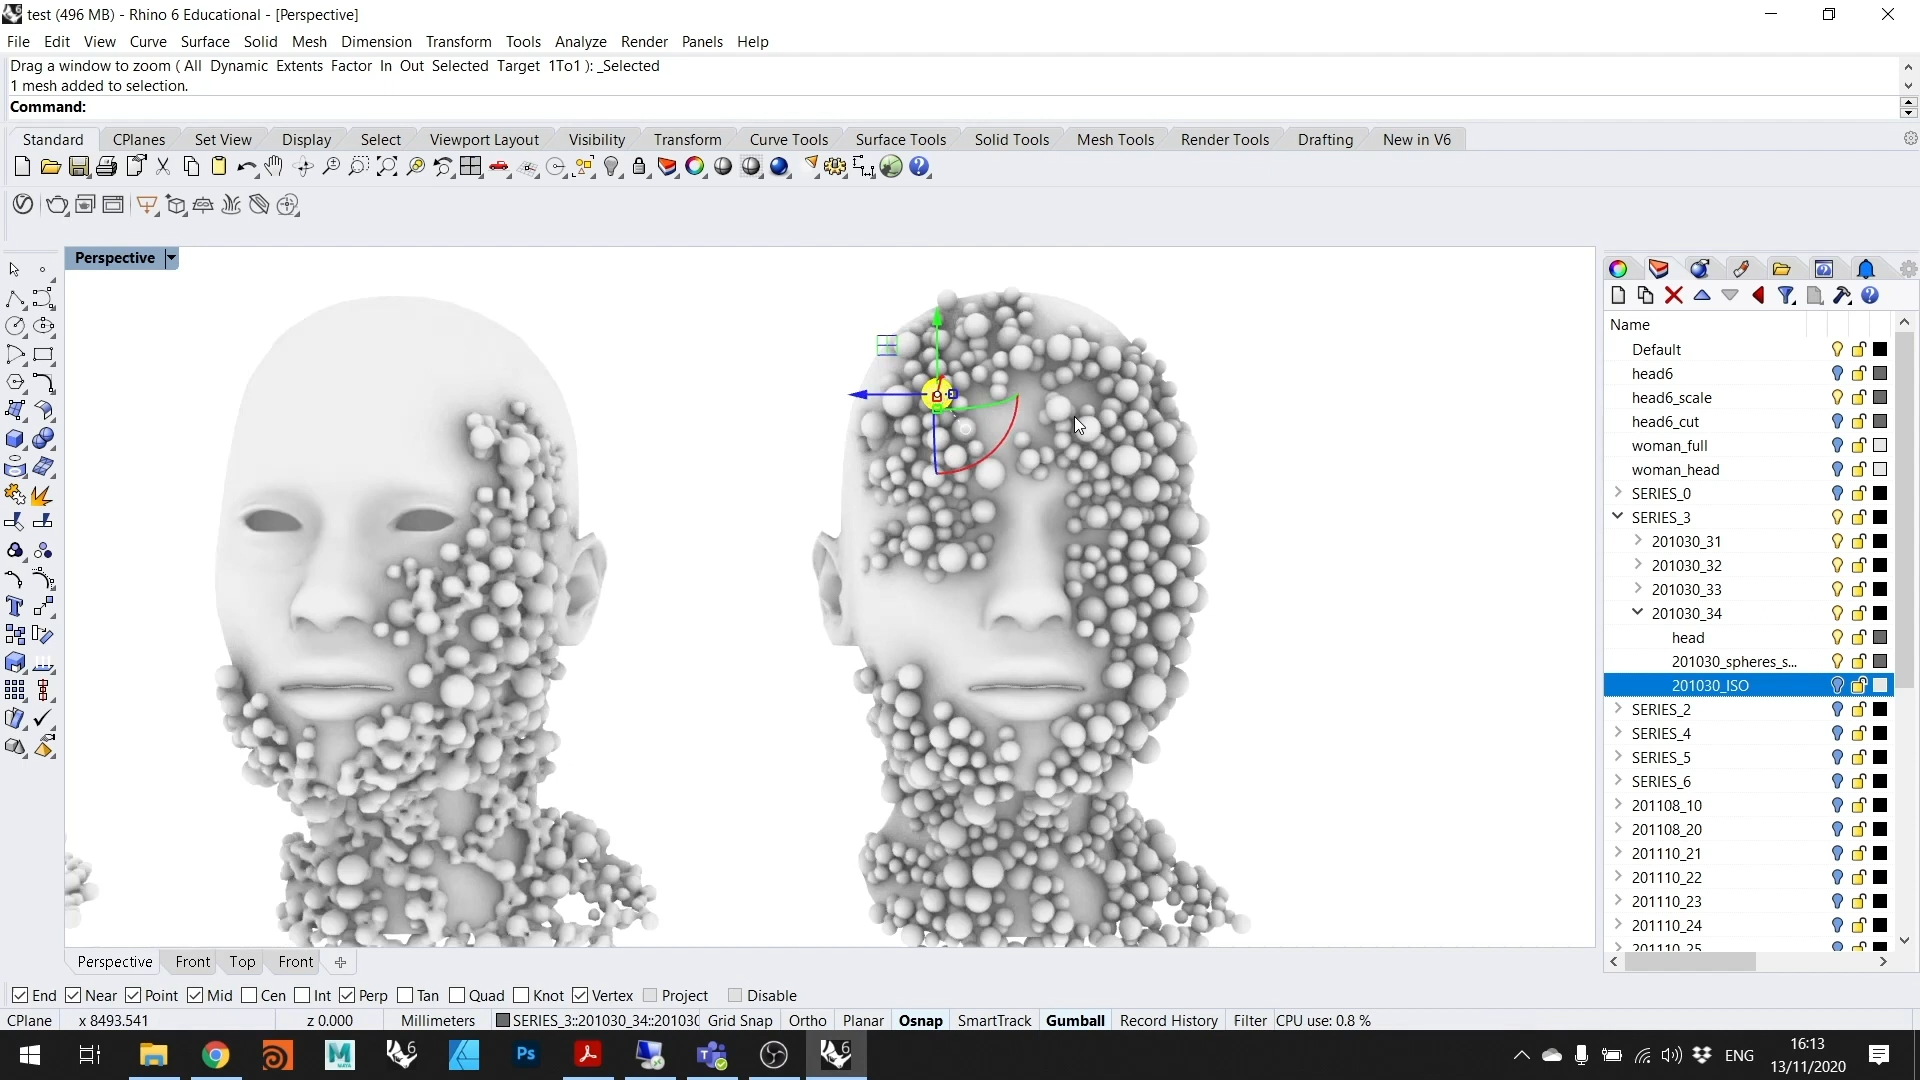 test (496 MB) - Rhino 6 Educational - [Perspective]
File Edit View Curve Surface Solid Mesh Dimension Transform Tools Analyze Render Panels Help
Drag a window to zoom ( All Dynamic Extents Factor In Out Selected Target 1To1 ): _Selected
1 mesh added to selection.
Command:
Standard CPlanes Set View Display Select Viewport Layout Visibility Transform Curve Tools Surface Tools Solid Tools Mesh Tools Render Tools Drafting New in V6
Perspective
Name
Default
head6
head6_scale
head6_cut
woman_full
woman_head
SERIES_0
SERIES_3
201030_31
201030_32
201030_33
201030_34
head
201030_spheres_s...
201030_ISO
SERIES_2
SERIES_4
SERIES_5
SERIES_6
201108_10
201108_20
201110_21
201110_22
201110_23
201110_24
201110_25
Perspective Front Top Front
End Near Point Mid Cen Int Perp Tan Quad Knot Vertex Project Disable
CPlane x 8493.541 z 0.000 Millimeters SERIES_3::201030_34::201030 Grid Snap Ortho Planar Osnap SmartTrack Gumball Record History Filter CPU use: 0.8 %
M
Ps
6
ENG
16:13
13/11/2020